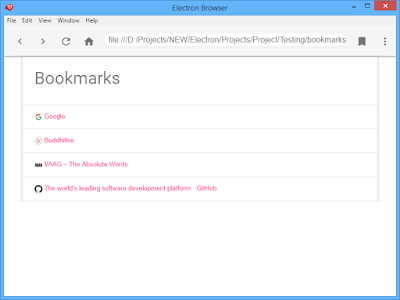 Electron Browser
File Edit View Window Help
file:///D:/Projects/NEW/Electron/Projects/Project/Testing/bookmarks
Bookmarks
Google
Buddhilive
VAAG – The Absolute Words
The world's leading software development platform · GitHub